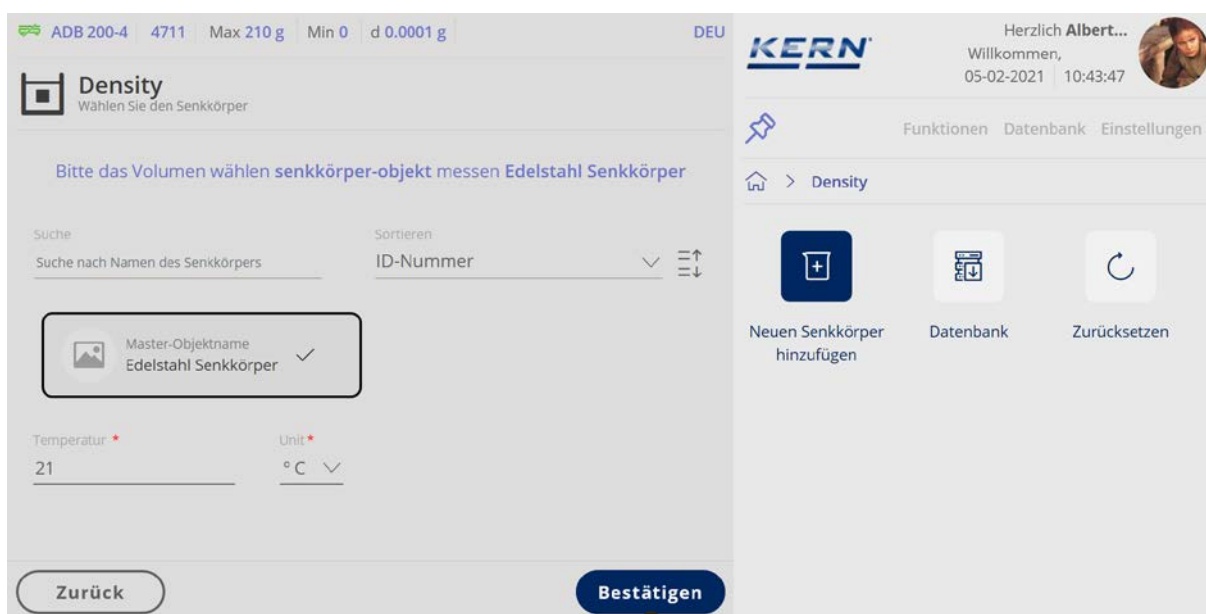 ADB 200-4 4711 Max 210 g Min 0 d 0.0001 g DEU
Density
Wählen Sie den Senkkörper
Bitte das Volumen wählen senkkörper-objekt messen Edelstahl Senkkörper
Suche
Suche nach Namen des Senkkörpers
Sortieren
ID-Nummer
Master-Objektname
Edelstahl Senkkörper
Temperatur *
21
Unit *
° C
Zurück
Bestätigen
KERN
Herzlich Albert...
Willkommen,
05-02-2021 10:43:47
Funktionen Datenbank Einstellungen
> Density
Neuen Senkkörper
hinzufügen
Datenbank
Zurücksetzen